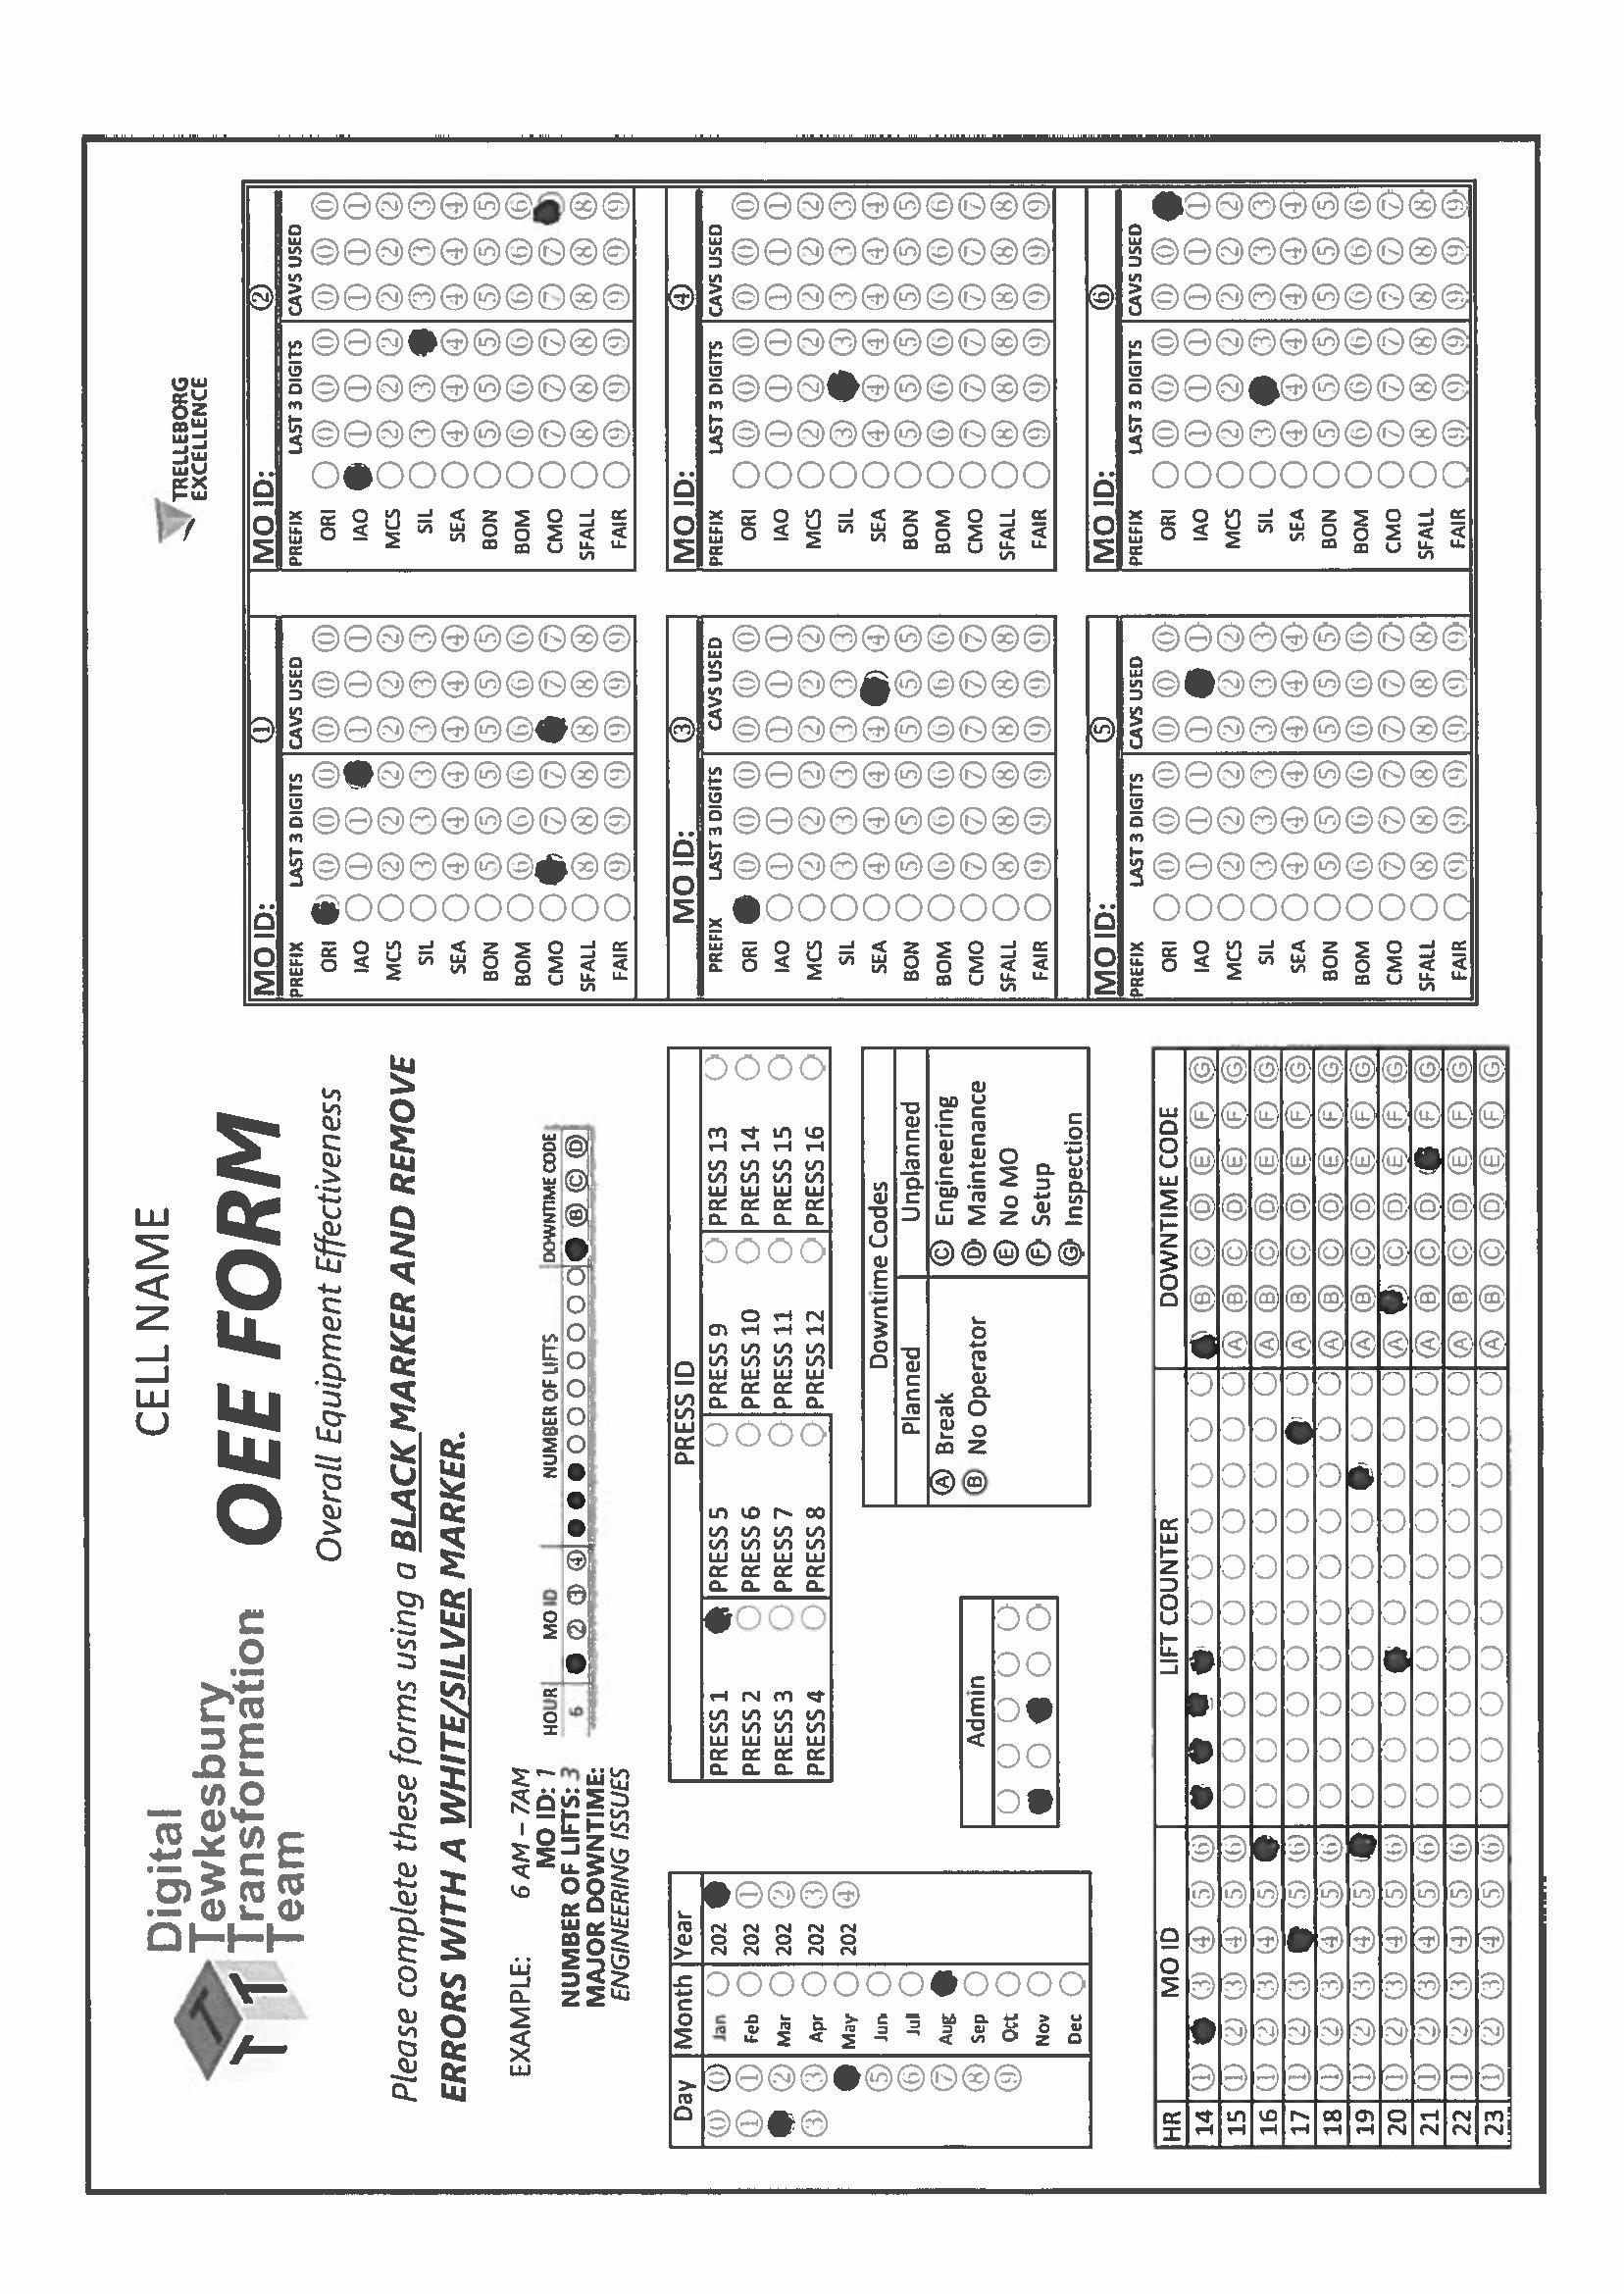 CELL NAME
Digital
Tewkesbury
Transformation
Team
T T T
OEE FORM
Overall Equipment Effectiveness
TRELLEBORG
EXCELLENCE
Please complete these forms using a BLACK MARKER AND REMOVE
ERRORS WITH A WHITE/SILVER MARKER.
EXAMPLE: 6 AM – 7AM
MO ID: 1
NUMBER OF LIFTS: 3
MAJOR DOWNTIME:
ENGINEERING ISSUES
HOUR MO ID NUMBER OF LIFTS DOWNTIME CODE
6 2 3 4 B C D
Day Month Year
0 0 Jan 202
1 1 Feb 202 1
2 Mar 202 2
3 3 Apr 202 3
May 202 4
5 Jun
6 Jul
7 Aug
8 Sep
9 Oct
Nov
Dec
PRESS ID
PRESS 1 PRESS 5 PRESS 9 PRESS 13
PRESS 2 PRESS 6 PRESS 10 PRESS 14
PRESS 3 PRESS 7 PRESS 11 PRESS 15
PRESS 4 PRESS 8 PRESS 12 PRESS 16
Admin
Downtime Codes
Planned Unplanned
A Break C Engineering
B No Operator D Maintenance
E No MO
F Setup
G Inspection
HR MO ID LIFT COUNTER DOWNTIME CODE
14 1 3 4 5 6 B C D E F G
15 1 2 3 4 5 6 A B C D E F G
16 1 2 3 4 5 A B C D E F G
17 1 2 3 5 6 A B C D E F G
18 1 2 3 4 5 6 A B C D E F G
19 1 2 3 4 5 A B C D E F G
20 1 2 3 4 5 6 A C D E F G
21 1 2 3 4 5 6 A B C D F G
22 1 2 3 4 5 6 A B C D E F G
23 1 2 3 4 5 6 A B C D E F G
MO ID: 1
PREFIX LAST 3 DIGITS CAVS USED
ORI 0 0 0 0 0 0
IAO 1 1 1 1 1
MCS 2 2 2 2 2 2
SIL 3 3 3 3 3 3
SEA 4 4 4 4 4 4
BON 5 5 5 5 5 5
BOM 6 6 6 6 6 6
CMO 7 7 7 7
SFALL 8 8 8 8 8 8
FAIR 9 9 9 9 9 9
MO ID: 2
PREFIX LAST 3 DIGITS CAVS USED
ORI 0 0 0 0 0 0
IAO 1 1 1 1 1 1
MCS 2 2 2 2 2 2
SIL 3 3 3 3 3
SEA 4 4 4 4 4 4
BON 5 5 5 5 5 5
BOM 6 6 6 6 6 6
CMO 7 7 7 7 7
SFALL 8 8 8 8 8 8
FAIR 9 9 9 9 9 9
MO ID: 3
PREFIX LAST 3 DIGITS CAVS USED
ORI 0 0 0 0 0 0
IAO 1 1 1 1 1 1
MCS 2 2 2 2 2 2
SIL 3 3 3 3 3 3
SEA 4 4 4 4 4
BON 5 5 5 5 5 5
BOM 6 6 6 6 6 6
CMO 7 7 7 7 7 7
SFALL 8 8 8 8 8 8
FAIR 9 9 9 9 9 9
MO ID: 4
PREFIX LAST 3 DIGITS CAVS USED
ORI 0 0 0 0 0 0
IAO 1 1 1 1 1 1
MCS 2 2 2 2 2 2
SIL 3 3 3 3 3
SEA 4 4 4 4 4 4
BON 5 5 5 5 5 5
BOM 6 6 6 6 6 6
CMO 7 7 7 7 7 7
SFALL 8 8 8 8 8 8
FAIR 9 9 9 9 9 9
MO ID: 5
PREFIX LAST 3 DIGITS CAVS USED
ORI 0 0 0 0 0 0
IAO 1 1 1 1 1
MCS 2 2 2 2 2 2
SIL 3 3 3 3 3 3
SEA 4 4 4 4 4 4
BON 5 5 5 5 5 5
BOM 6 6 6 6 6 6
CMO 7 7 7 7 7 7
SFALL 8 8 8 8 8 8
FAIR 9 9 9 9 9 9
MO ID: 6
PREFIX LAST 3 DIGITS CAVS USED
ORI 0 0 0 0 0
IAO 1 1 1 1 1 1
MCS 2 2 2 2 2 2
SIL 3 3 3 3 3
SEA 4 4 4 4 4 4
BON 5 5 5 5 5 5
BOM 6 6 6 6 6 6
CMO 7 7 7 7 7 7
SFALL 8 8 8 8 8 8
FAIR 9 9 9 9 9 9